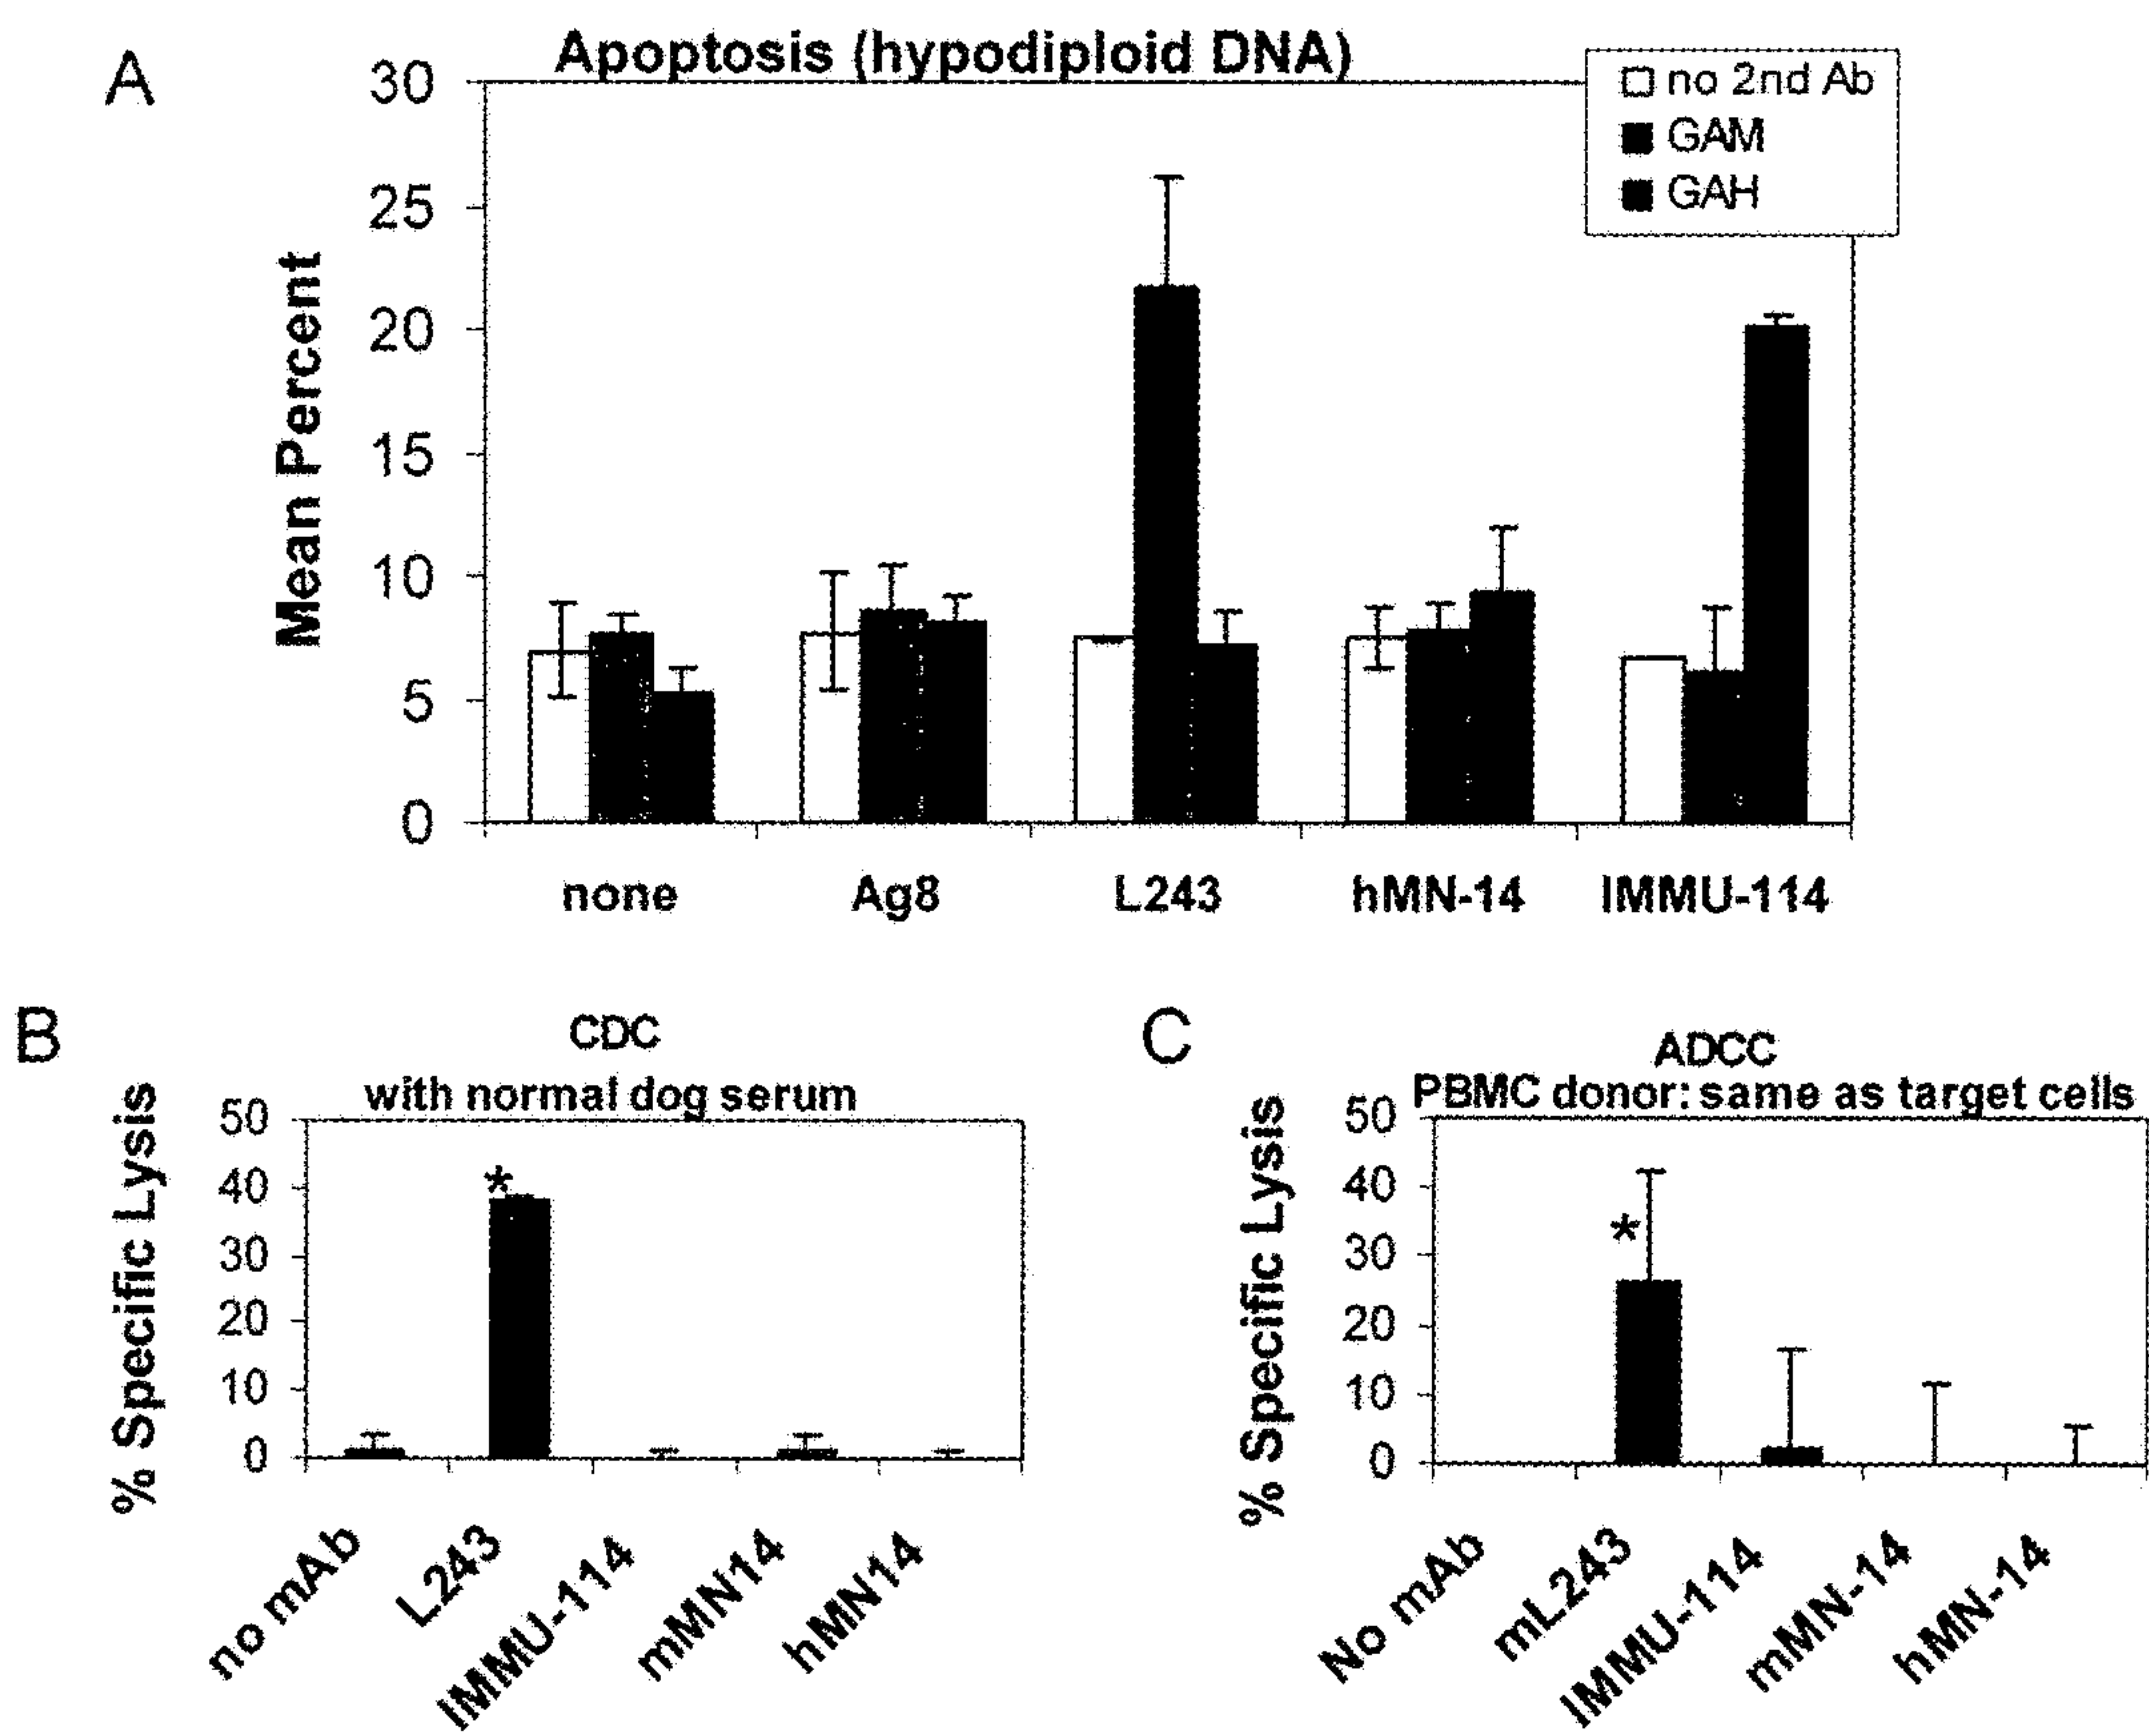 A
Apoptosis (hypodiploid DNA)
no 2nd Ab
GAM
GAH
Mean Percent
30
25
20
15
10
5
0
none Ag8 L243 hMN-14 IMMU-114
B
CDC
with normal dog serum
% Specific Lysis
50
40
30
20
10
0
*
no mAb
L243
IMMU-114
mMN14
hMN14
C
ADCC
PBMC donor: same as target cells
% Specific Lysis
50
40
30
20
10
0
*
No mAb
mL243
IMMU-114
mMN-14
hMN-14